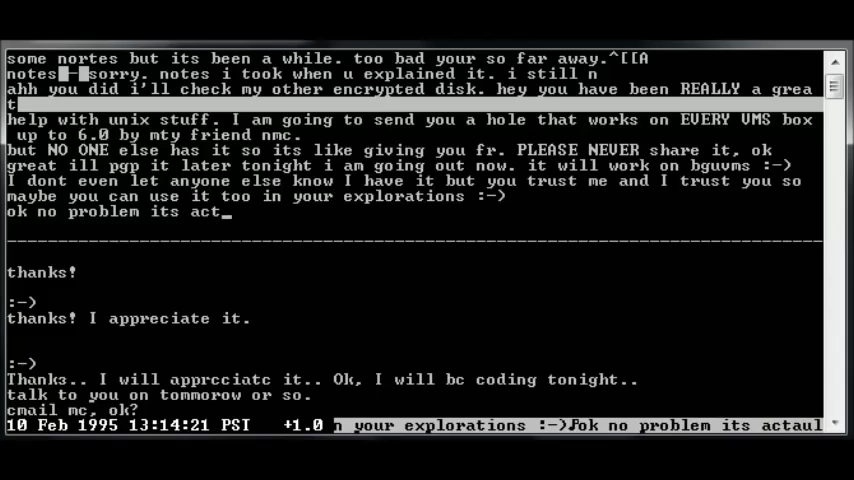 some nortes but its been a while. too bad your so far away.^[[A
notes - sorry. notes i took when u explained it. i still n
ahh you did i'll check my other encrypted disk. hey you have been REALLY a grea
t
help with unix stuff. I am going to send you a hole that works on EVERY VMS box
up to 6.0 by mty friend nmc.
but NO ONE else has it so its like giving you fr. PLEASE NEVER share it, ok
great ill pgp it later tonight i am going out now. it will work on bguvms :-)
I dont even let anyone else know I have it but you trust me and I trust you so
maybe you can use it too in your explorations :-)
ok no problem its act_
thanks!
:-)
thanks! I appreciate it.
:-)
Thanks.. I will appreciate it.. Ok, I will be coding tonight..
talk to you on tommorow or so.
email me, ok?
10 Feb 1995 13:14:21 PST +1.0 n your explorations :-)♪ok no problem its actaul